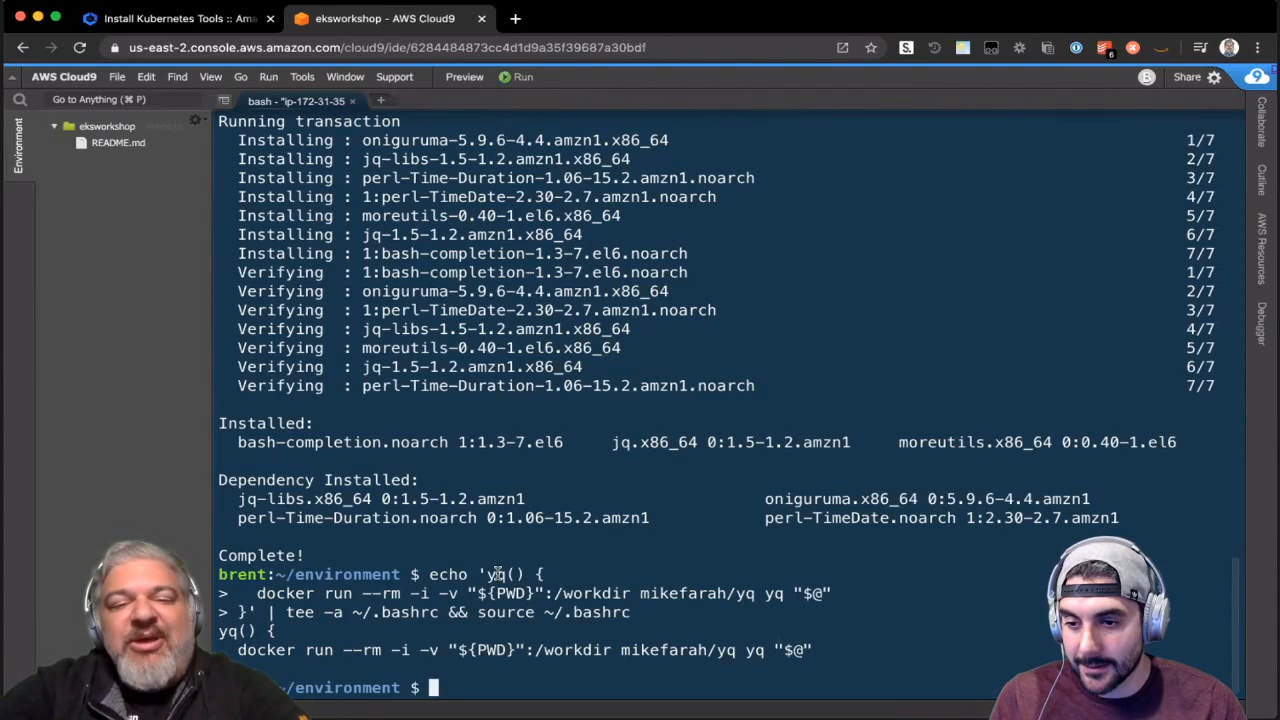 Install Kubernetes Tools :: Ama
eksworkshop - AWS Cloud9
us-east-2.console.aws.amazon.com/cloud9/ide/6284484873cc4d1d9a35f39687a30bdf
6
AWS Cloud9 File Edit Find View Go Run Tools Window Support Preview Run B Share
Go to Anything (⌘ P)
bash - "ip-172-31-35
eksworkshop
README.md
Environment
Collaborate
Outline
AWS Resources
Debugger
Running transaction
Installing : oniguruma-5.9.6-4.4.amzn1.x86_64 1/7
Installing : jq-libs-1.5-1.2.amzn1.x86_64 2/7
Installing : perl-Time-Duration-1.06-15.2.amzn1.noarch 3/7
Installing : 1:perl-TimeDate-2.30-2.7.amzn1.noarch 4/7
Installing : moreutils-0.40-1.el6.x86_64 5/7
Installing : jq-1.5-1.2.amzn1.x86_64 6/7
Installing : 1:bash-completion-1.3-7.el6.noarch 7/7
Verifying : 1:bash-completion-1.3-7.el6.noarch 1/7
Verifying : oniguruma-5.9.6-4.4.amzn1.x86_64 2/7
Verifying : 1:perl-TimeDate-2.30-2.7.amzn1.noarch 3/7
Verifying : jq-libs-1.5-1.2.amzn1.x86_64 4/7
Verifying : moreutils-0.40-1.el6.x86_64 5/7
Verifying : jq-1.5-1.2.amzn1.x86_64 6/7
Verifying : perl-Time-Duration-1.06-15.2.amzn1.noarch 7/7
Installed:
bash-completion.noarch 1:1.3-7.el6 jq.x86_64 0:1.5-1.2.amzn1 moreutils.x86_64 0:0.40-1.el6
Dependency Installed:
jq-libs.x86_64 0:1.5-1.2.amzn1 oniguruma.x86_64 0:5.9.6-4.4.amzn1
perl-Time-Duration.noarch 0:1.06-15.2.amzn1 perl-TimeDate.noarch 1:2.30-2.7.amzn1
Complete!
brent:~/environment $ echo 'yq() {
>   docker run --rm -i -v "${PWD}":/workdir mikefarah/yq yq "$@"
> }' | tee -a ~/.bashrc && source ~/.bashrc
yq() {
docker run --rm -i -v "${PWD}":/workdir mikefarah/yq yq "$@"
~/environment $